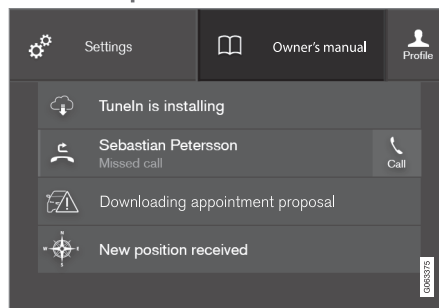 Settings
Owner's manual
Profile
TuneIn is installing
Sebastian Petersson
Missed call
Call
Downloading appointment proposal
New position received
G063375